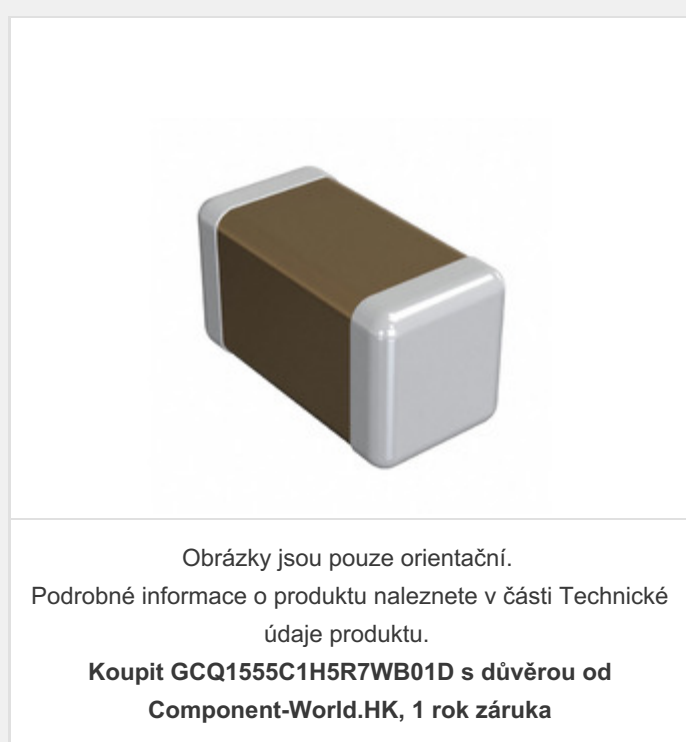 Obrázky jsou pouze orientační.
Podrobné informace o produktu naleznete v části Technické
údaje produktu.
Koupit GCQ1555C1H5R7WB01D s důvěrou od
Component-World.HK, 1 rok záruka